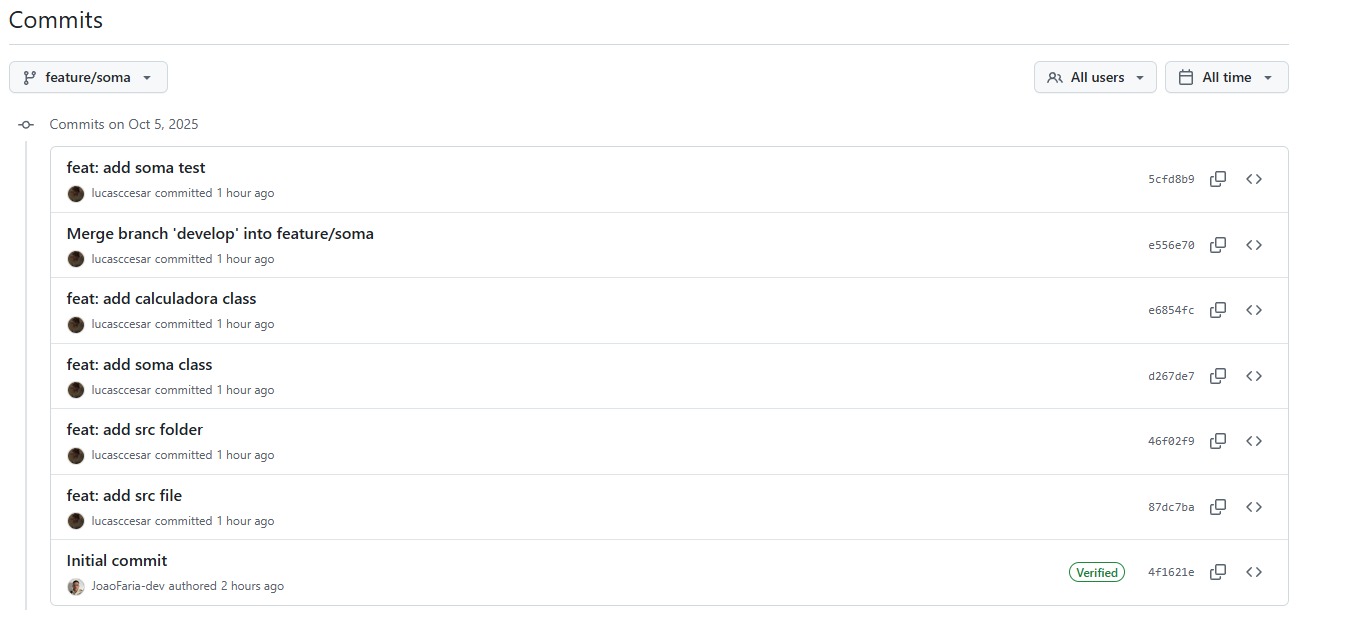 Commits
feature/soma
All users
All time
Commits on Oct 5, 2025
feat: add soma test
lucasccesar committed 1 hour ago
5cfd8b9
Merge branch 'develop' into feature/soma
lucasccesar committed 1 hour ago
e556e70
feat: add calculadora class
lucasccesar committed 1 hour ago
e6854fc
feat: add soma class
lucasccesar committed 1 hour ago
d267de7
feat: add src folder
lucasccesar committed 1 hour ago
46f02f9
feat: add src file
lucasccesar committed 1 hour ago
87dc7ba
Initial commit
JoaoFaria-dev authored 2 hours ago
Verified
4f1621e